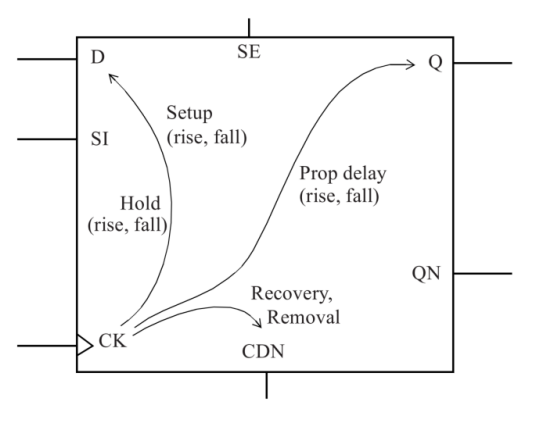 SE
D
Q
Setup
(rise, fall)
SI
Prop delay
(rise, fall)
Hold
(rise, fall)
QN
Recovery,
Removal
CK
CDN